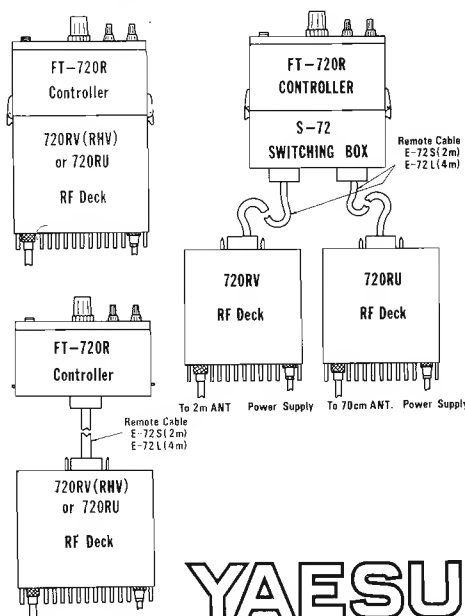 FT-720R
Controller
720RV(RHV)
or 720RU
RF Deck
FT-720R
CONTROLLER
S-72
SWITCHING BOX
Remote Cable
E-72S(2m)
E-72L(4m)
720RV
RF Deck
720RU
RF Deck
To 2m ANT Power Supply To 70cm ANT. Power Supply
FT-720R
Controller
Remote Cable
E-72S(2m)
E-72L(4m)
720RV(RHV)
or 720RU
RF Deck
YAESU